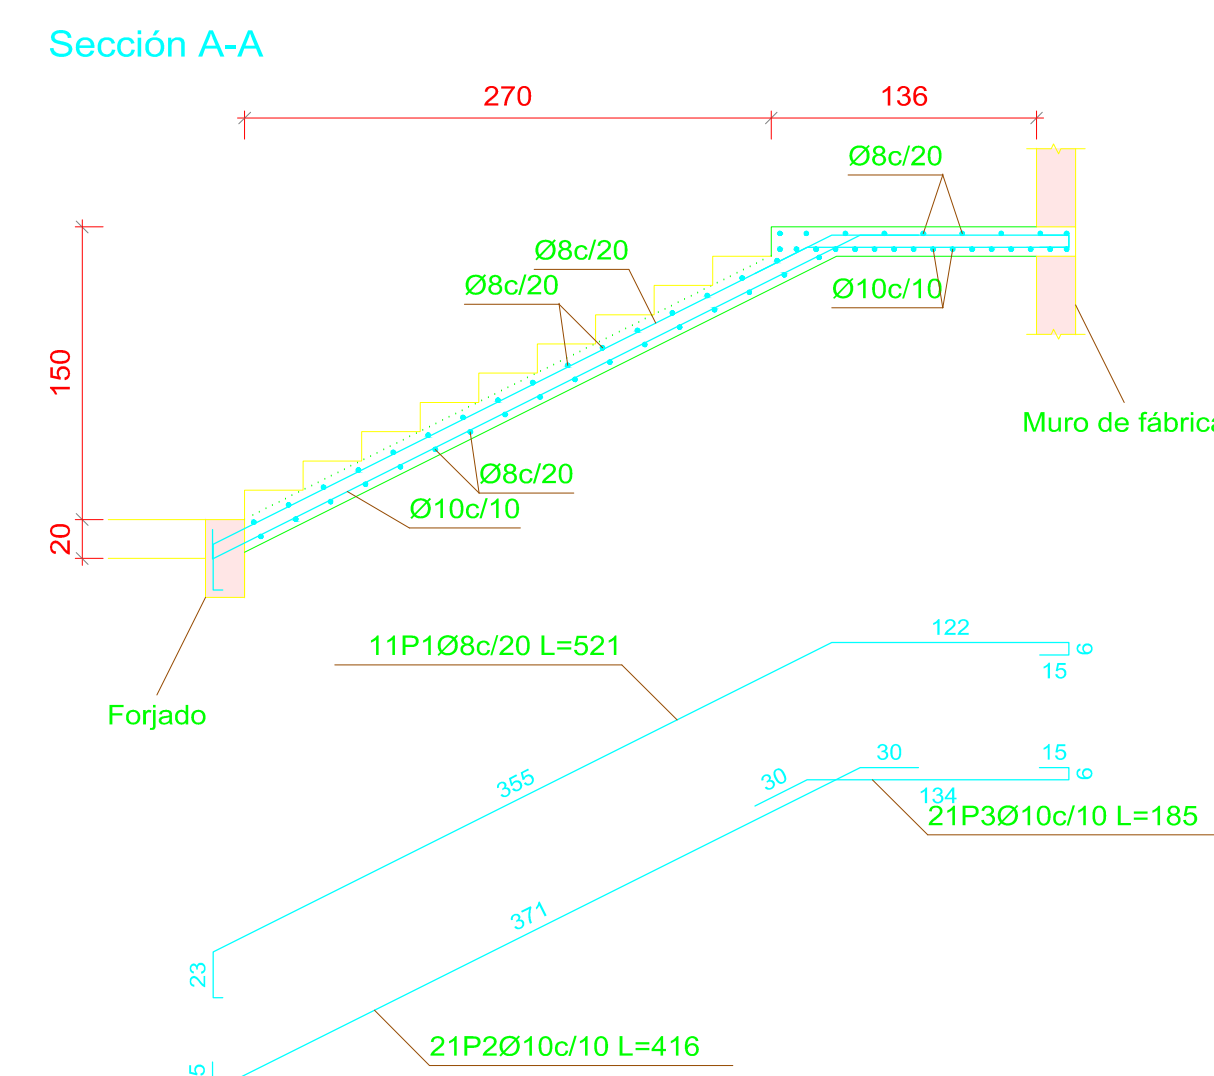 Sección A-A
270
136
Ø8c/20
Ø8c/20
Ø8c/20
Ø10c/10
150
Muro de fábrica
Ø8c/20
Ø10c/10
20
11P1Ø8c/20 L=521
122
6
15
Forjado
355
30
15
6
30
134
21P3Ø10c/10 L=185
371
23
21P2Ø10c/10 L=416